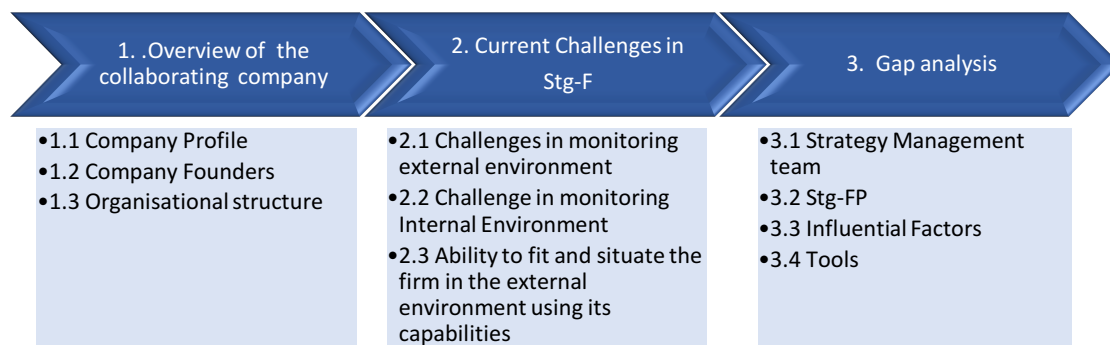 1. .Overview of the
collaborating company
•1.1 Company Profile
•1.2 Company Founders
•1.3 Organisational structure
2. Current Challenges in
Stg-F
•2.1 Challenges in monitoring
external environment
•2.2 Challenge in monitoring
Internal Environment
•2.3 Ability to fit and situate the
firm in the external
environment using its
capabilities
3. Gap analysis
•3.1 Strategy Management
team
•3.2 Stg-FP
•3.3 Influential Factors
•3.4 Tools